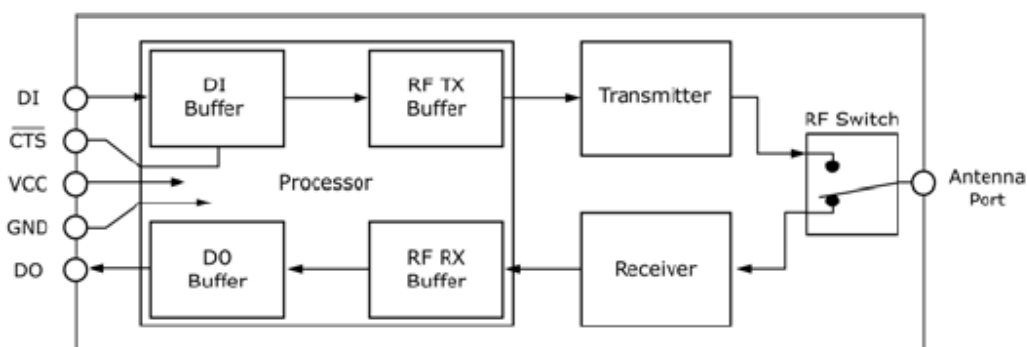 DI
C̅T̅S̅
VCC
GND
DO
DI
Buffer
RF TX
Buffer
Processor
DO
Buffer
RF RX
Buffer
Transmitter
Receiver
RF Switch
Antenna
Port